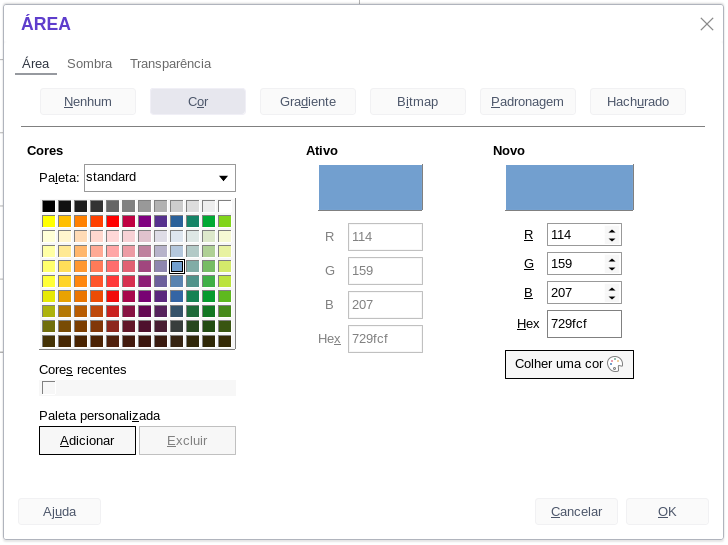 ÁREA
Área Sombra Transparência
Nenhum Cor Gradiente Bitmap Padronagem Hachurado
Cores Ativo Novo
Paleta: standard
R 114 R 114
G 159 G 159
B 207 B 207
Hex 729fcf Hex 729fcf
Colher uma cor
Cores recentes
Paleta personalizada
Adicionar Excluir
Ajuda Cancelar OK